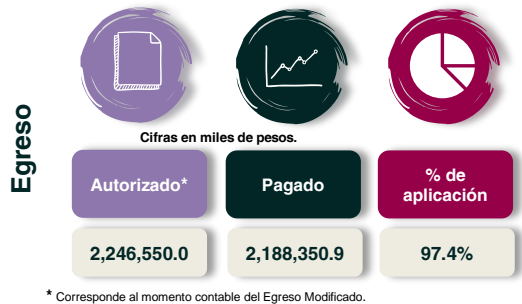 Egreso
Cifras en miles de pesos.
Autorizado* Pagado % de
aplicación
2,246,550.0 2,188,350.9 97.4%
* Corresponde al momento contable del Egreso Modificado.